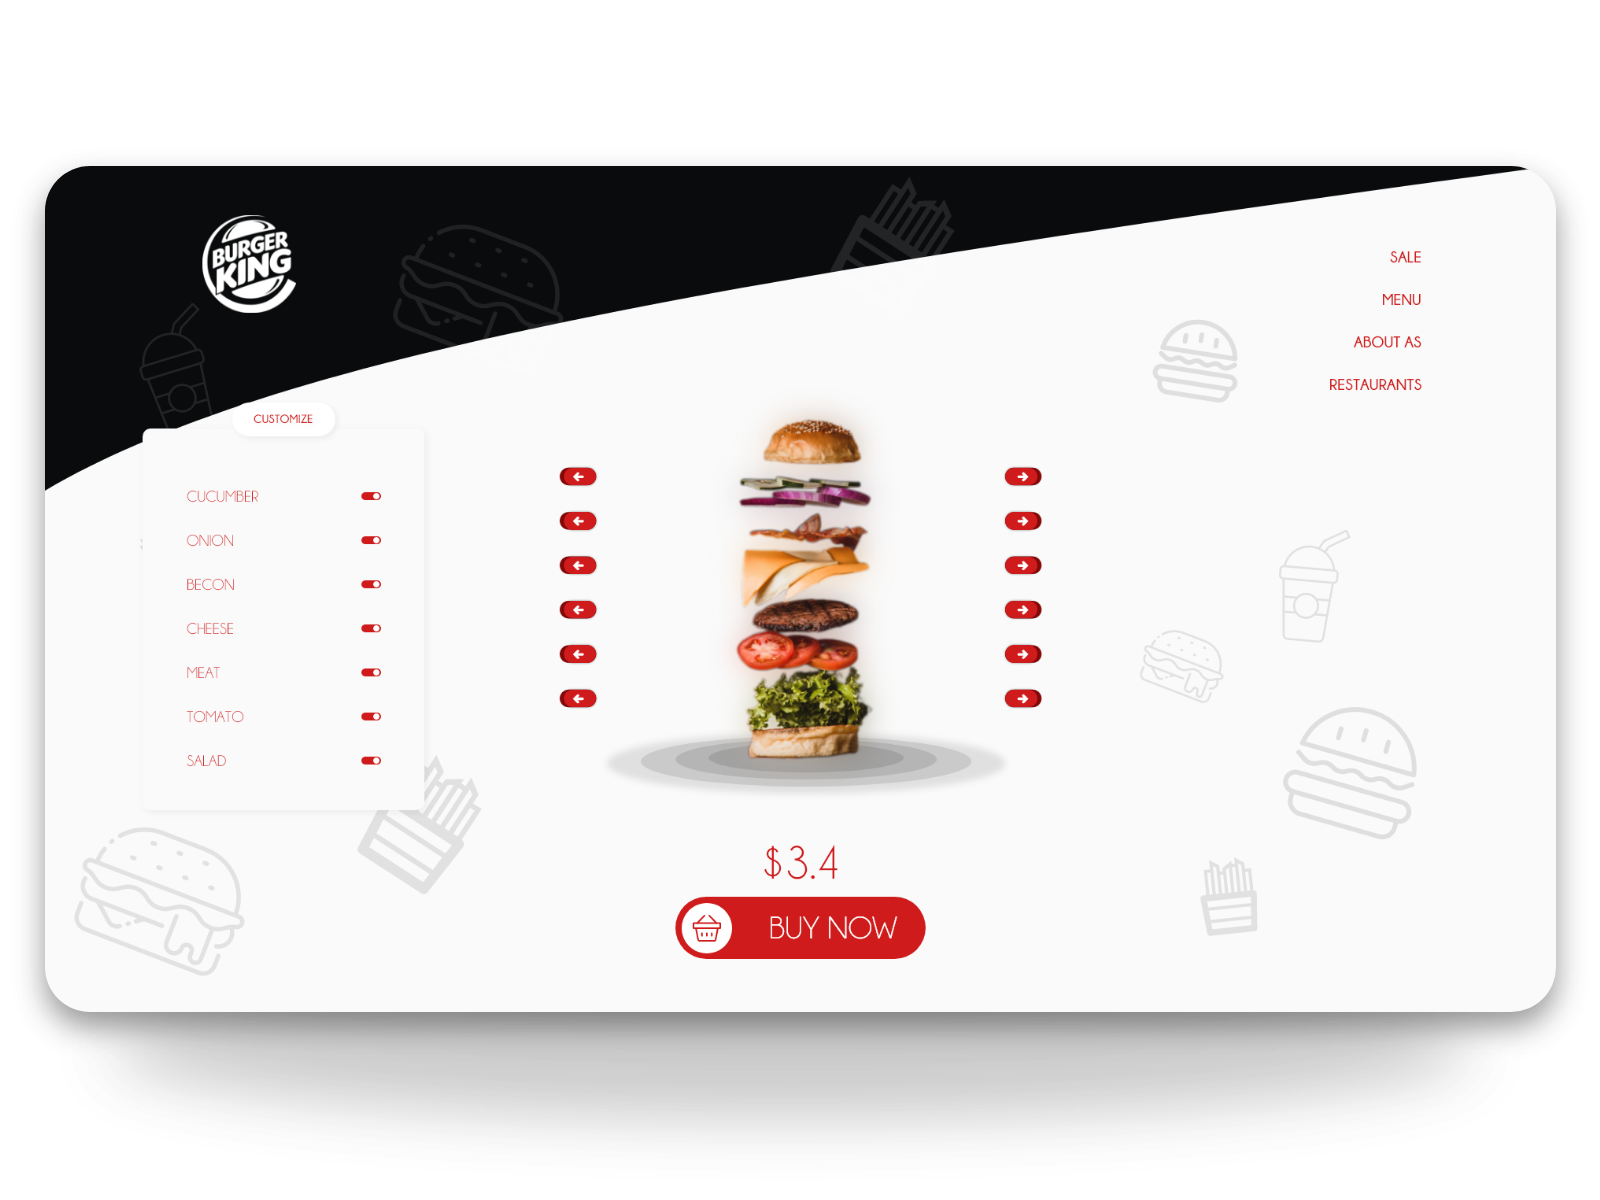 BURGER
KING
SALE
MENU
ABOUT AS
RESTAURANTS
CUSTOMIZE
CUCUMBER
ONION
BECON
CHEESE
MEAT
TOMATO
SALAD
$3.4
BUY NOW